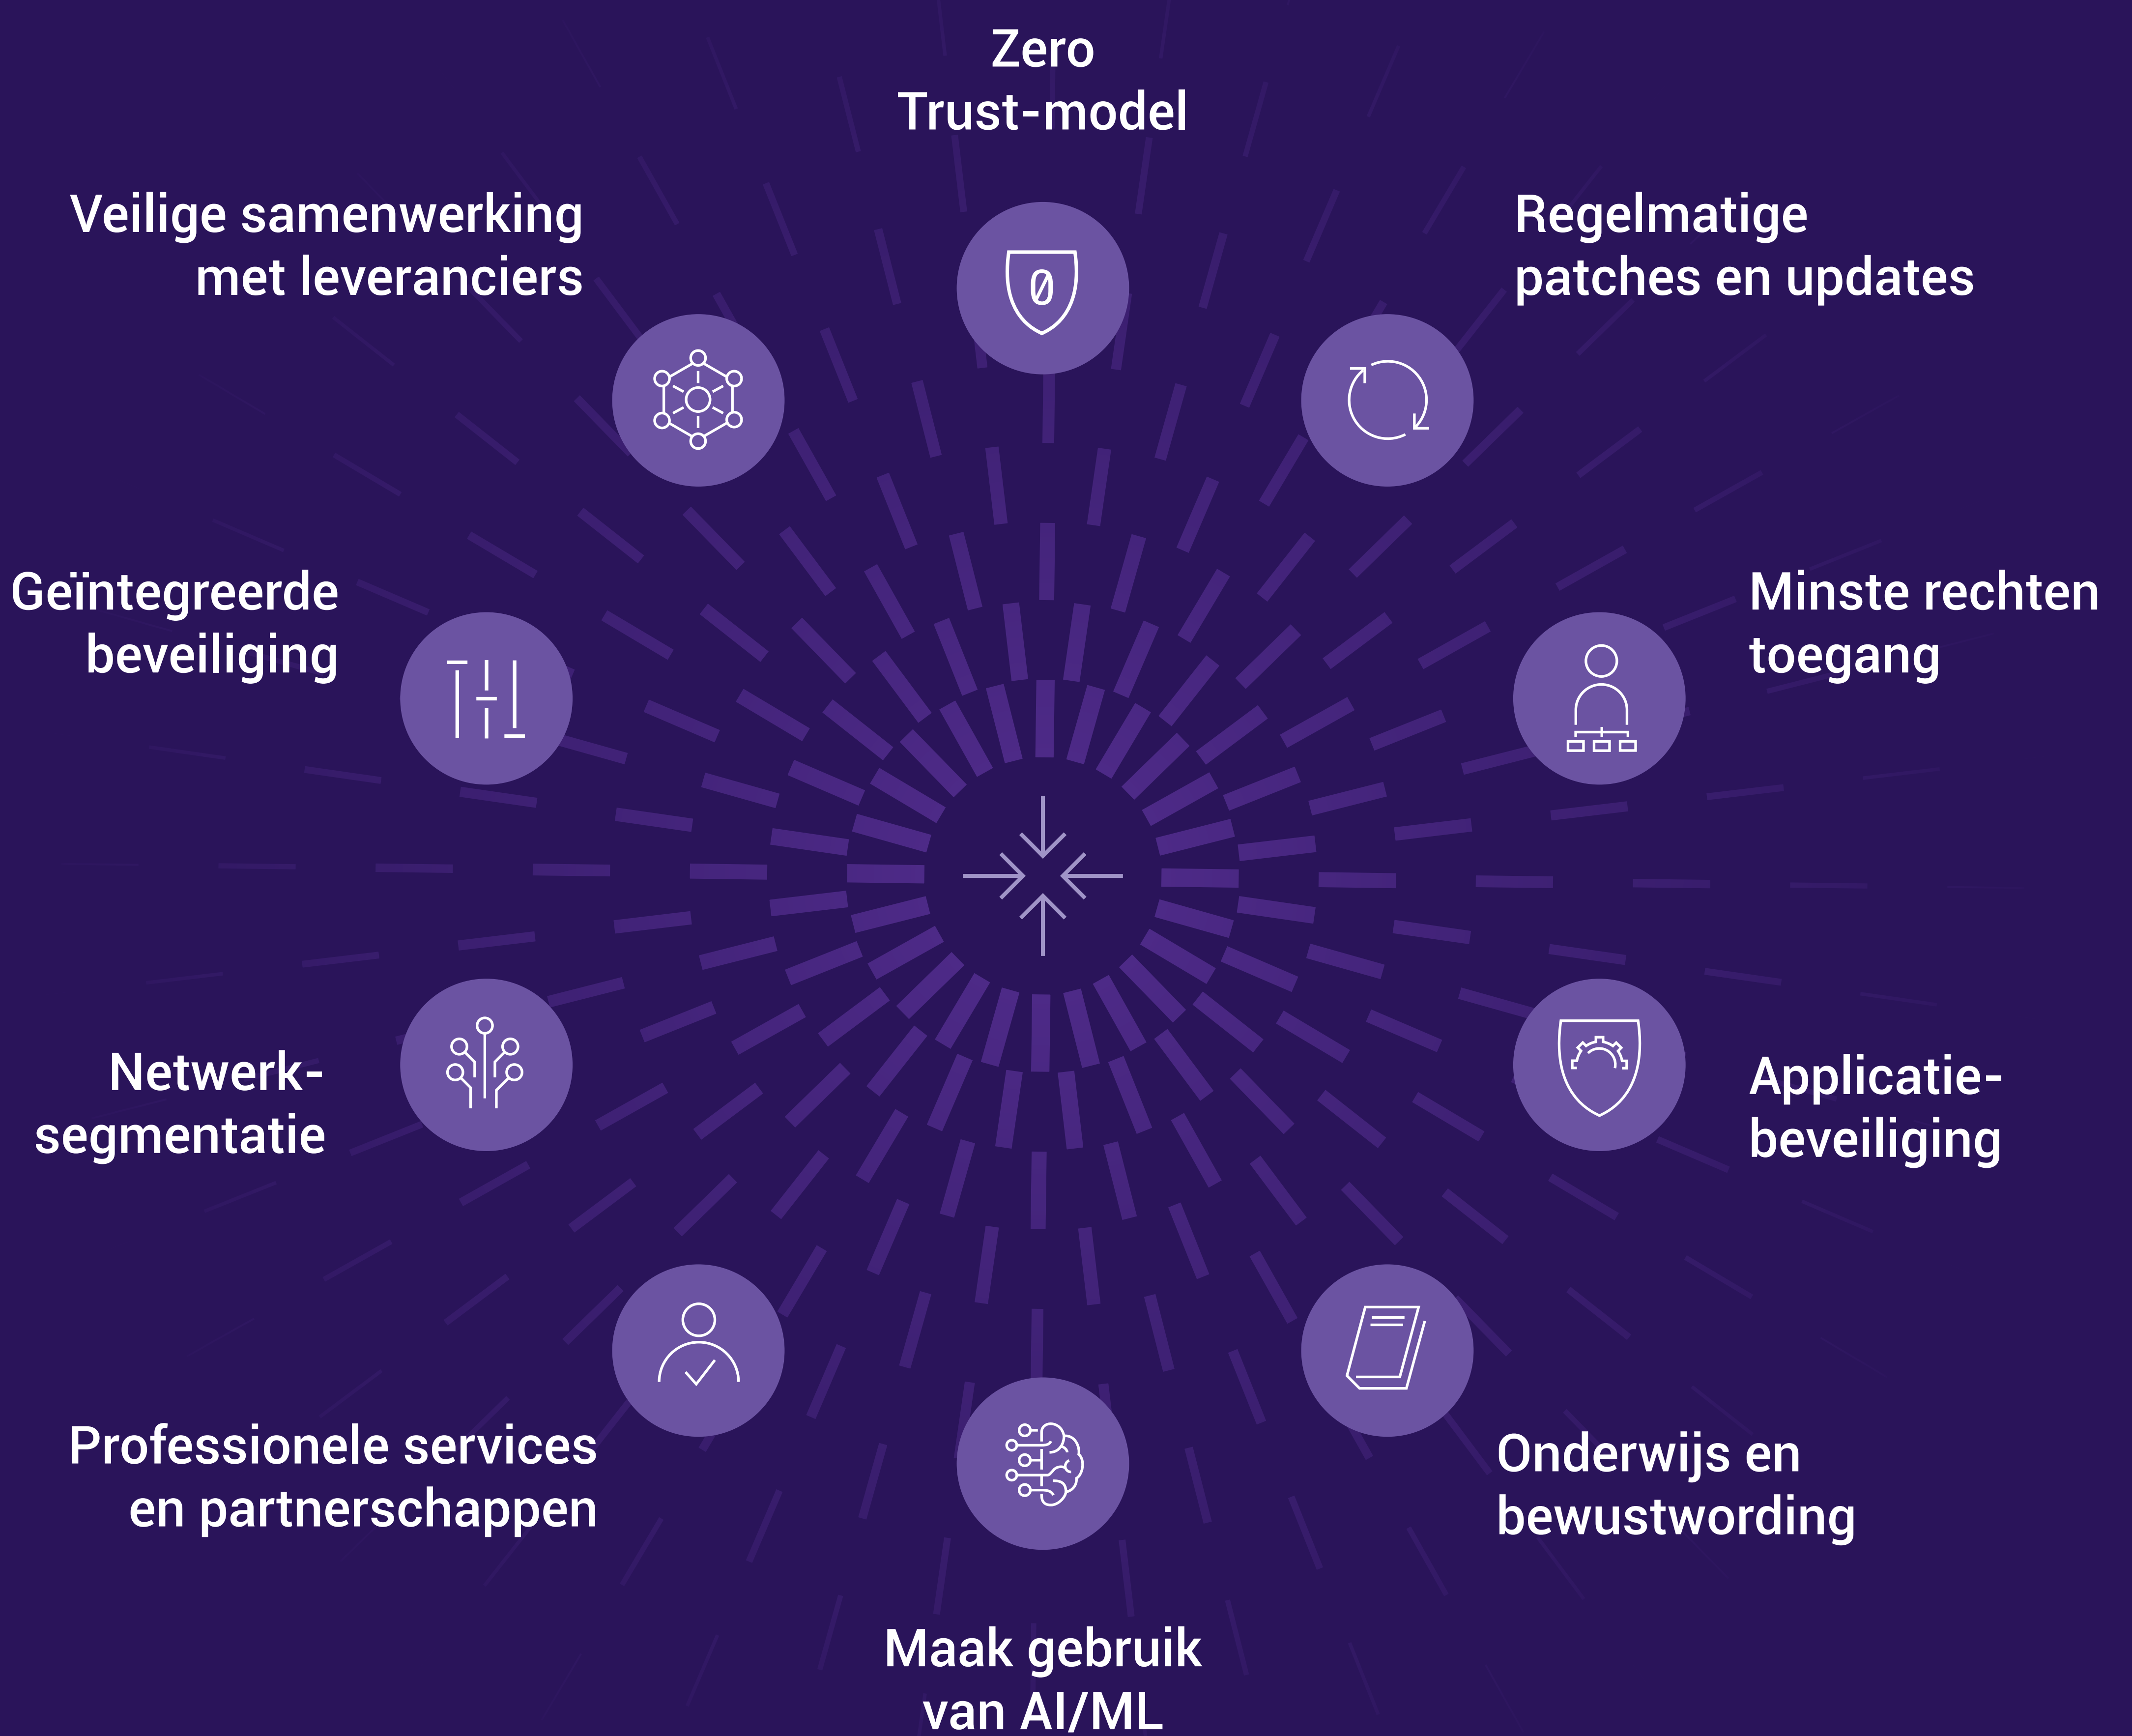 Zero
Trust-model
Veilige samenwerking
met leveranciers
Regelmatige
patches en updates
Geïntegreerde
beveiliging
Minste rechten
toegang
Netwerk-
segmentatie
Applicatie-
beveiliging
Professionele services
en partnerschappen
Onderwijs en
bewustwording
Maak gebruik
van AI/ML